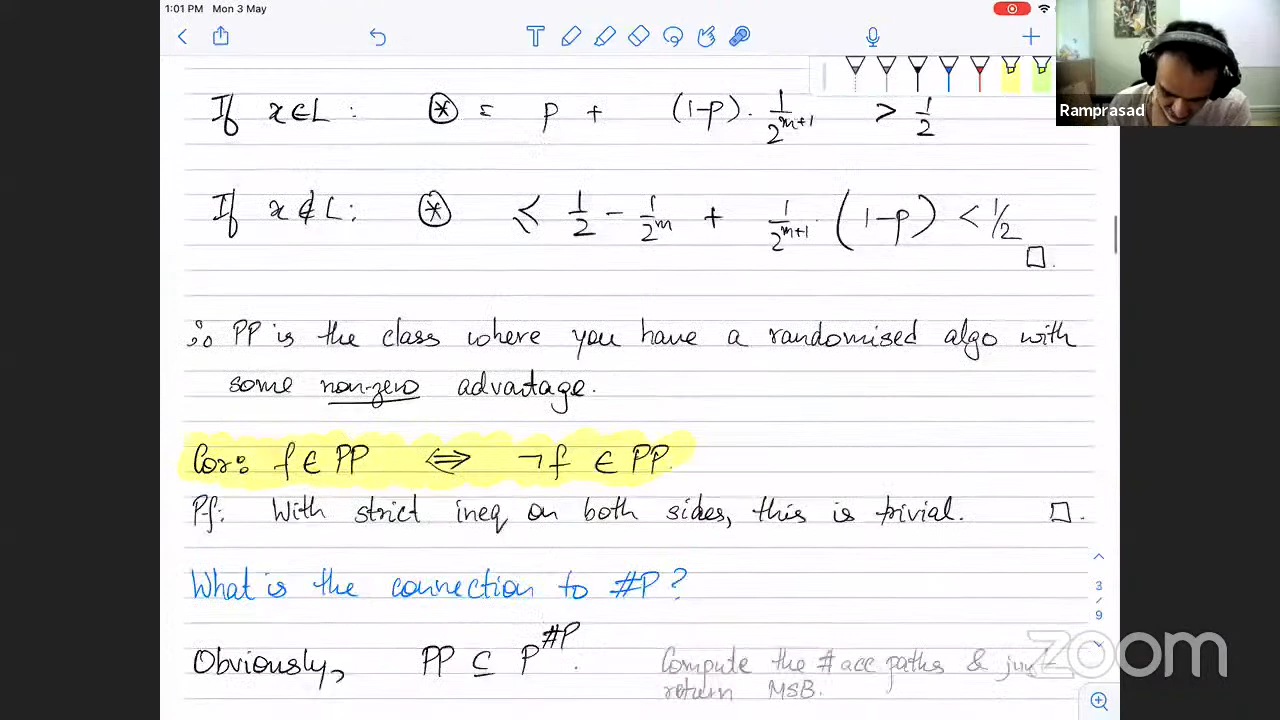 1:01 PM Mon 3 May
Ramprasad
If x∈L : ⊛ = p + (1-p). 1/2^{m+1} > 1/2
If x∉L: ⊛ ≤ 1/2 - 1/2^m + 1/2^{m+1} . (1-p) < 1/2
□.
∴ PP is the class where you have a randomised algo with
some non-zero advantage.
Cor: f ∈ PP ⟺ ¬f ∈ PP.
Pf: With strict ineq on both sides, this is trivial. □.
What is the connection to #P?
3
/
9
Obviously, PP ⊆ P^{#P}.
Compute the # acc paths &
return MSB.
zoom